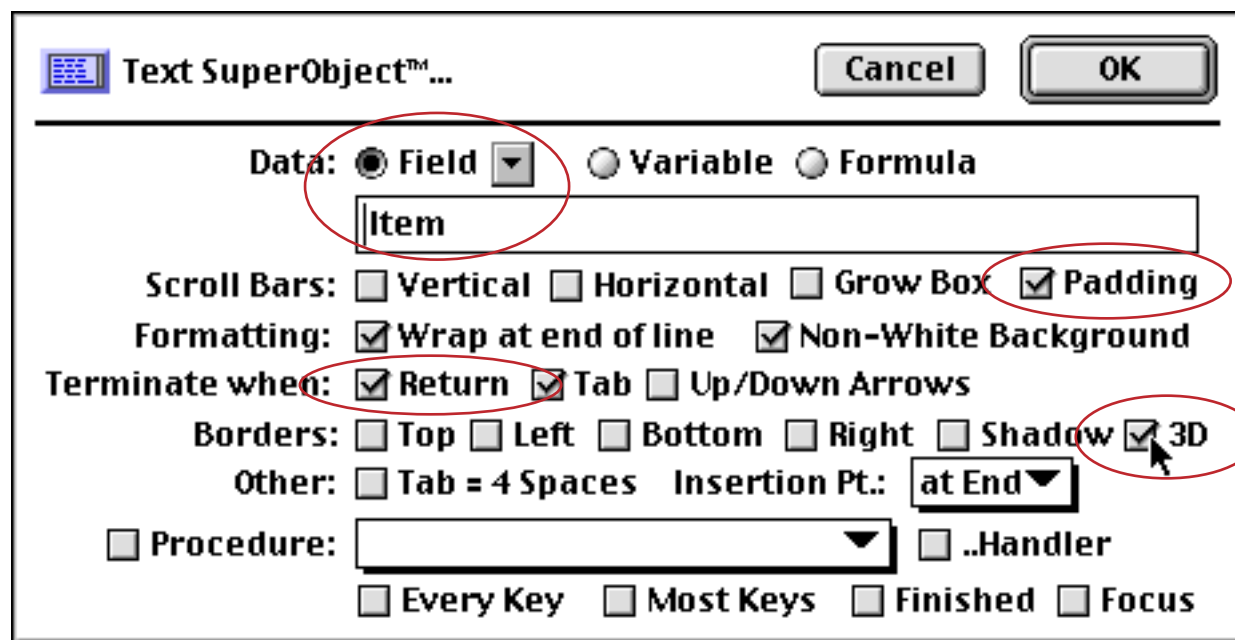 Text SuperObject™... Cancel OK
Data: Field Variable Formula
Item
Scroll Bars: Vertical Horizontal Grow Box Padding
Formatting: Wrap at end of line Non-White Background
Terminate when: Return Tab Up/Down Arrows
Borders: Top Left Bottom Right Shadow 3D
Other: Tab = 4 Spaces Insertion Pt.: at End
Procedure: ..Handler
Every Key Most Keys Finished Focus